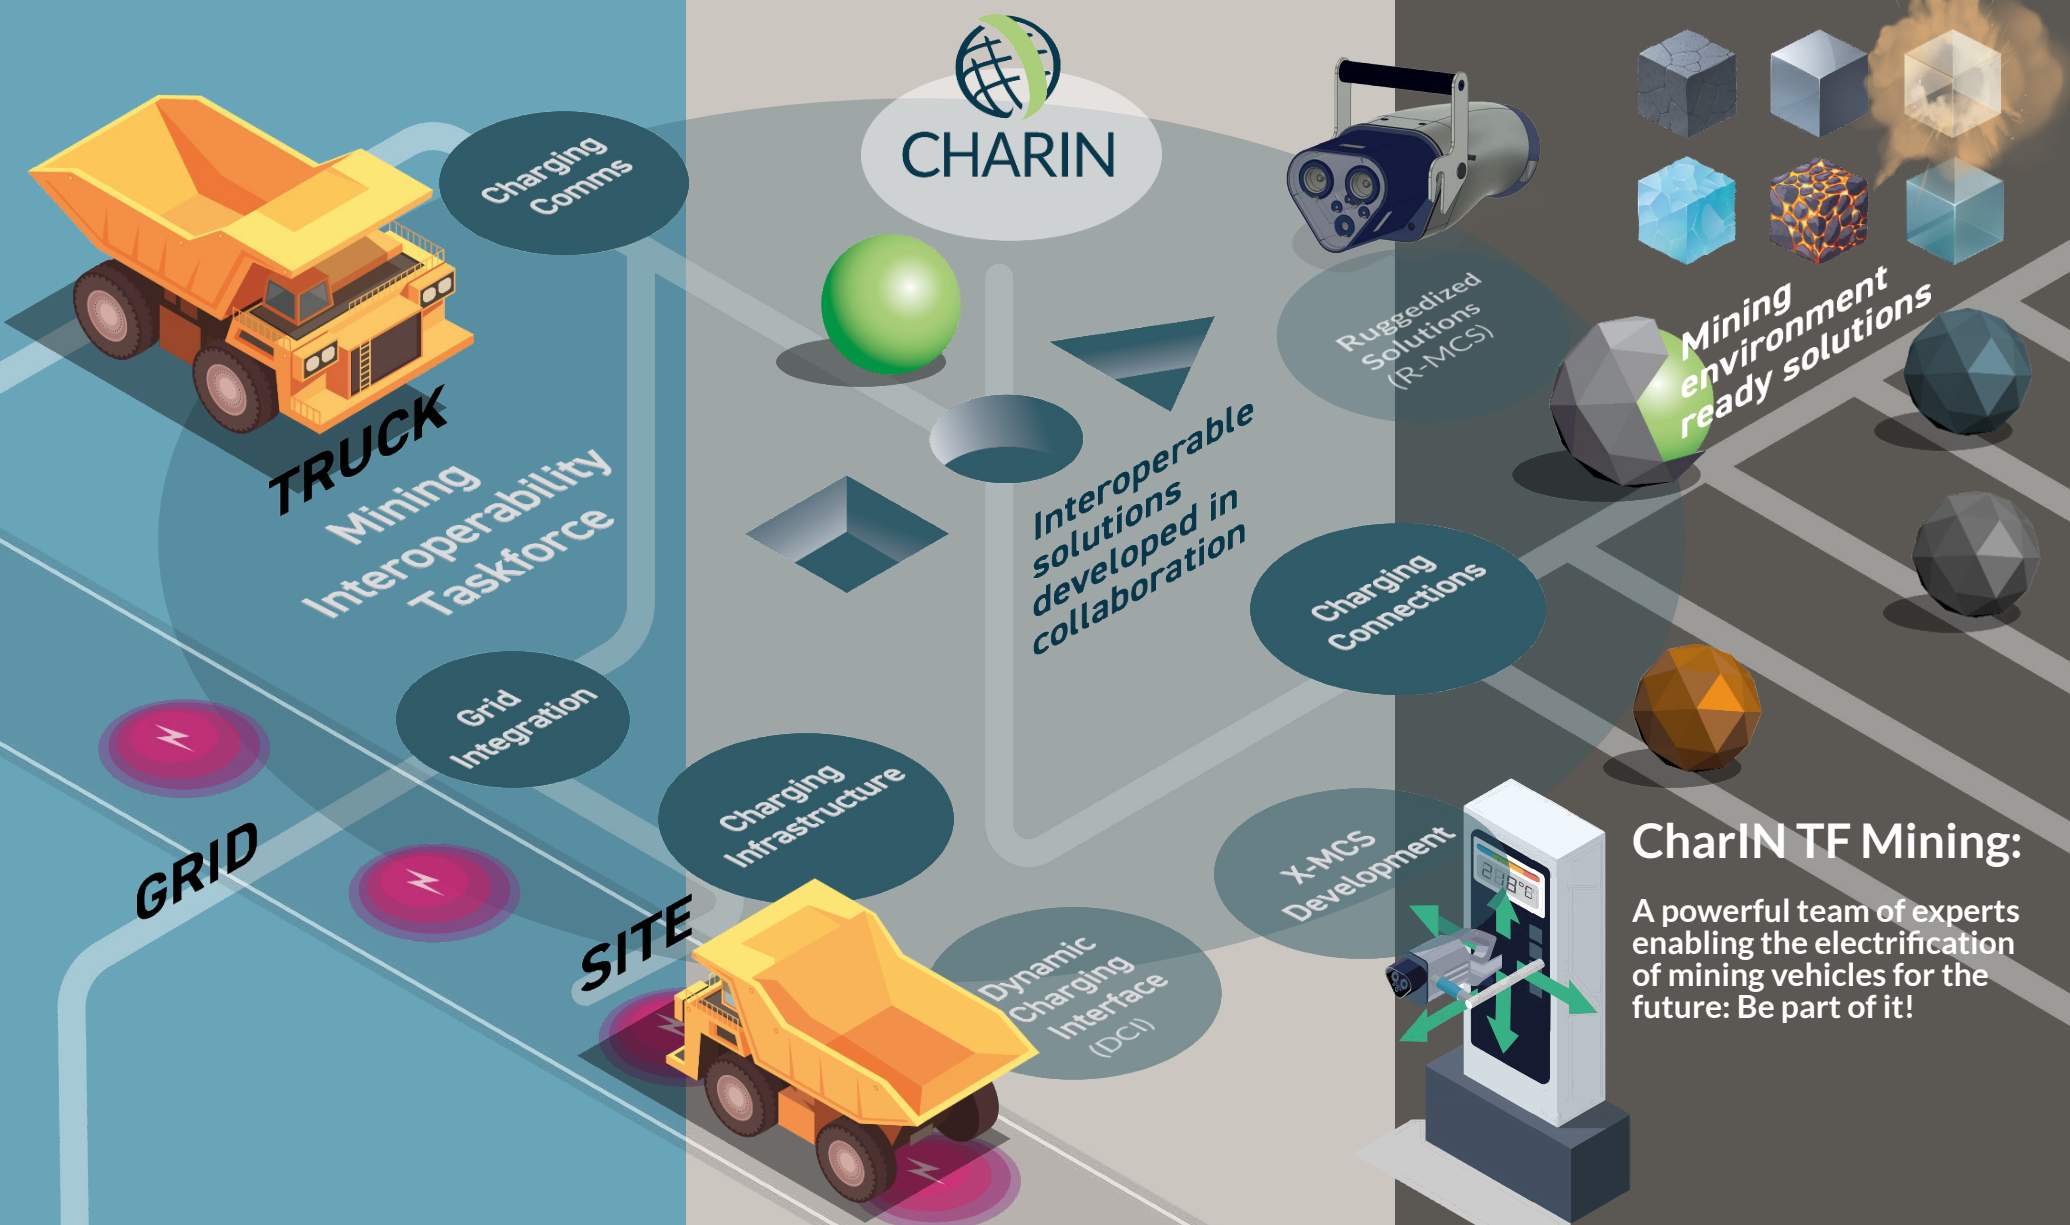 CHARIN
Charging
Comms
TRUCK
Mining
Interoperability
Taskforce
Ruggedized
Solutions
(R-MCS)
Mining
environment
ready solutions
Interoperable
solutions
developed in
collaboration
Charging
Connections
Grid
Integration
Charging
Infrastructure
GRID
SITE
X-MCS
Development
Dynamic
Charging
Interface
(DCI)
CharIN TF Mining:
A powerful team of experts
enabling the electrification
of mining vehicles for the
future: Be part of it!